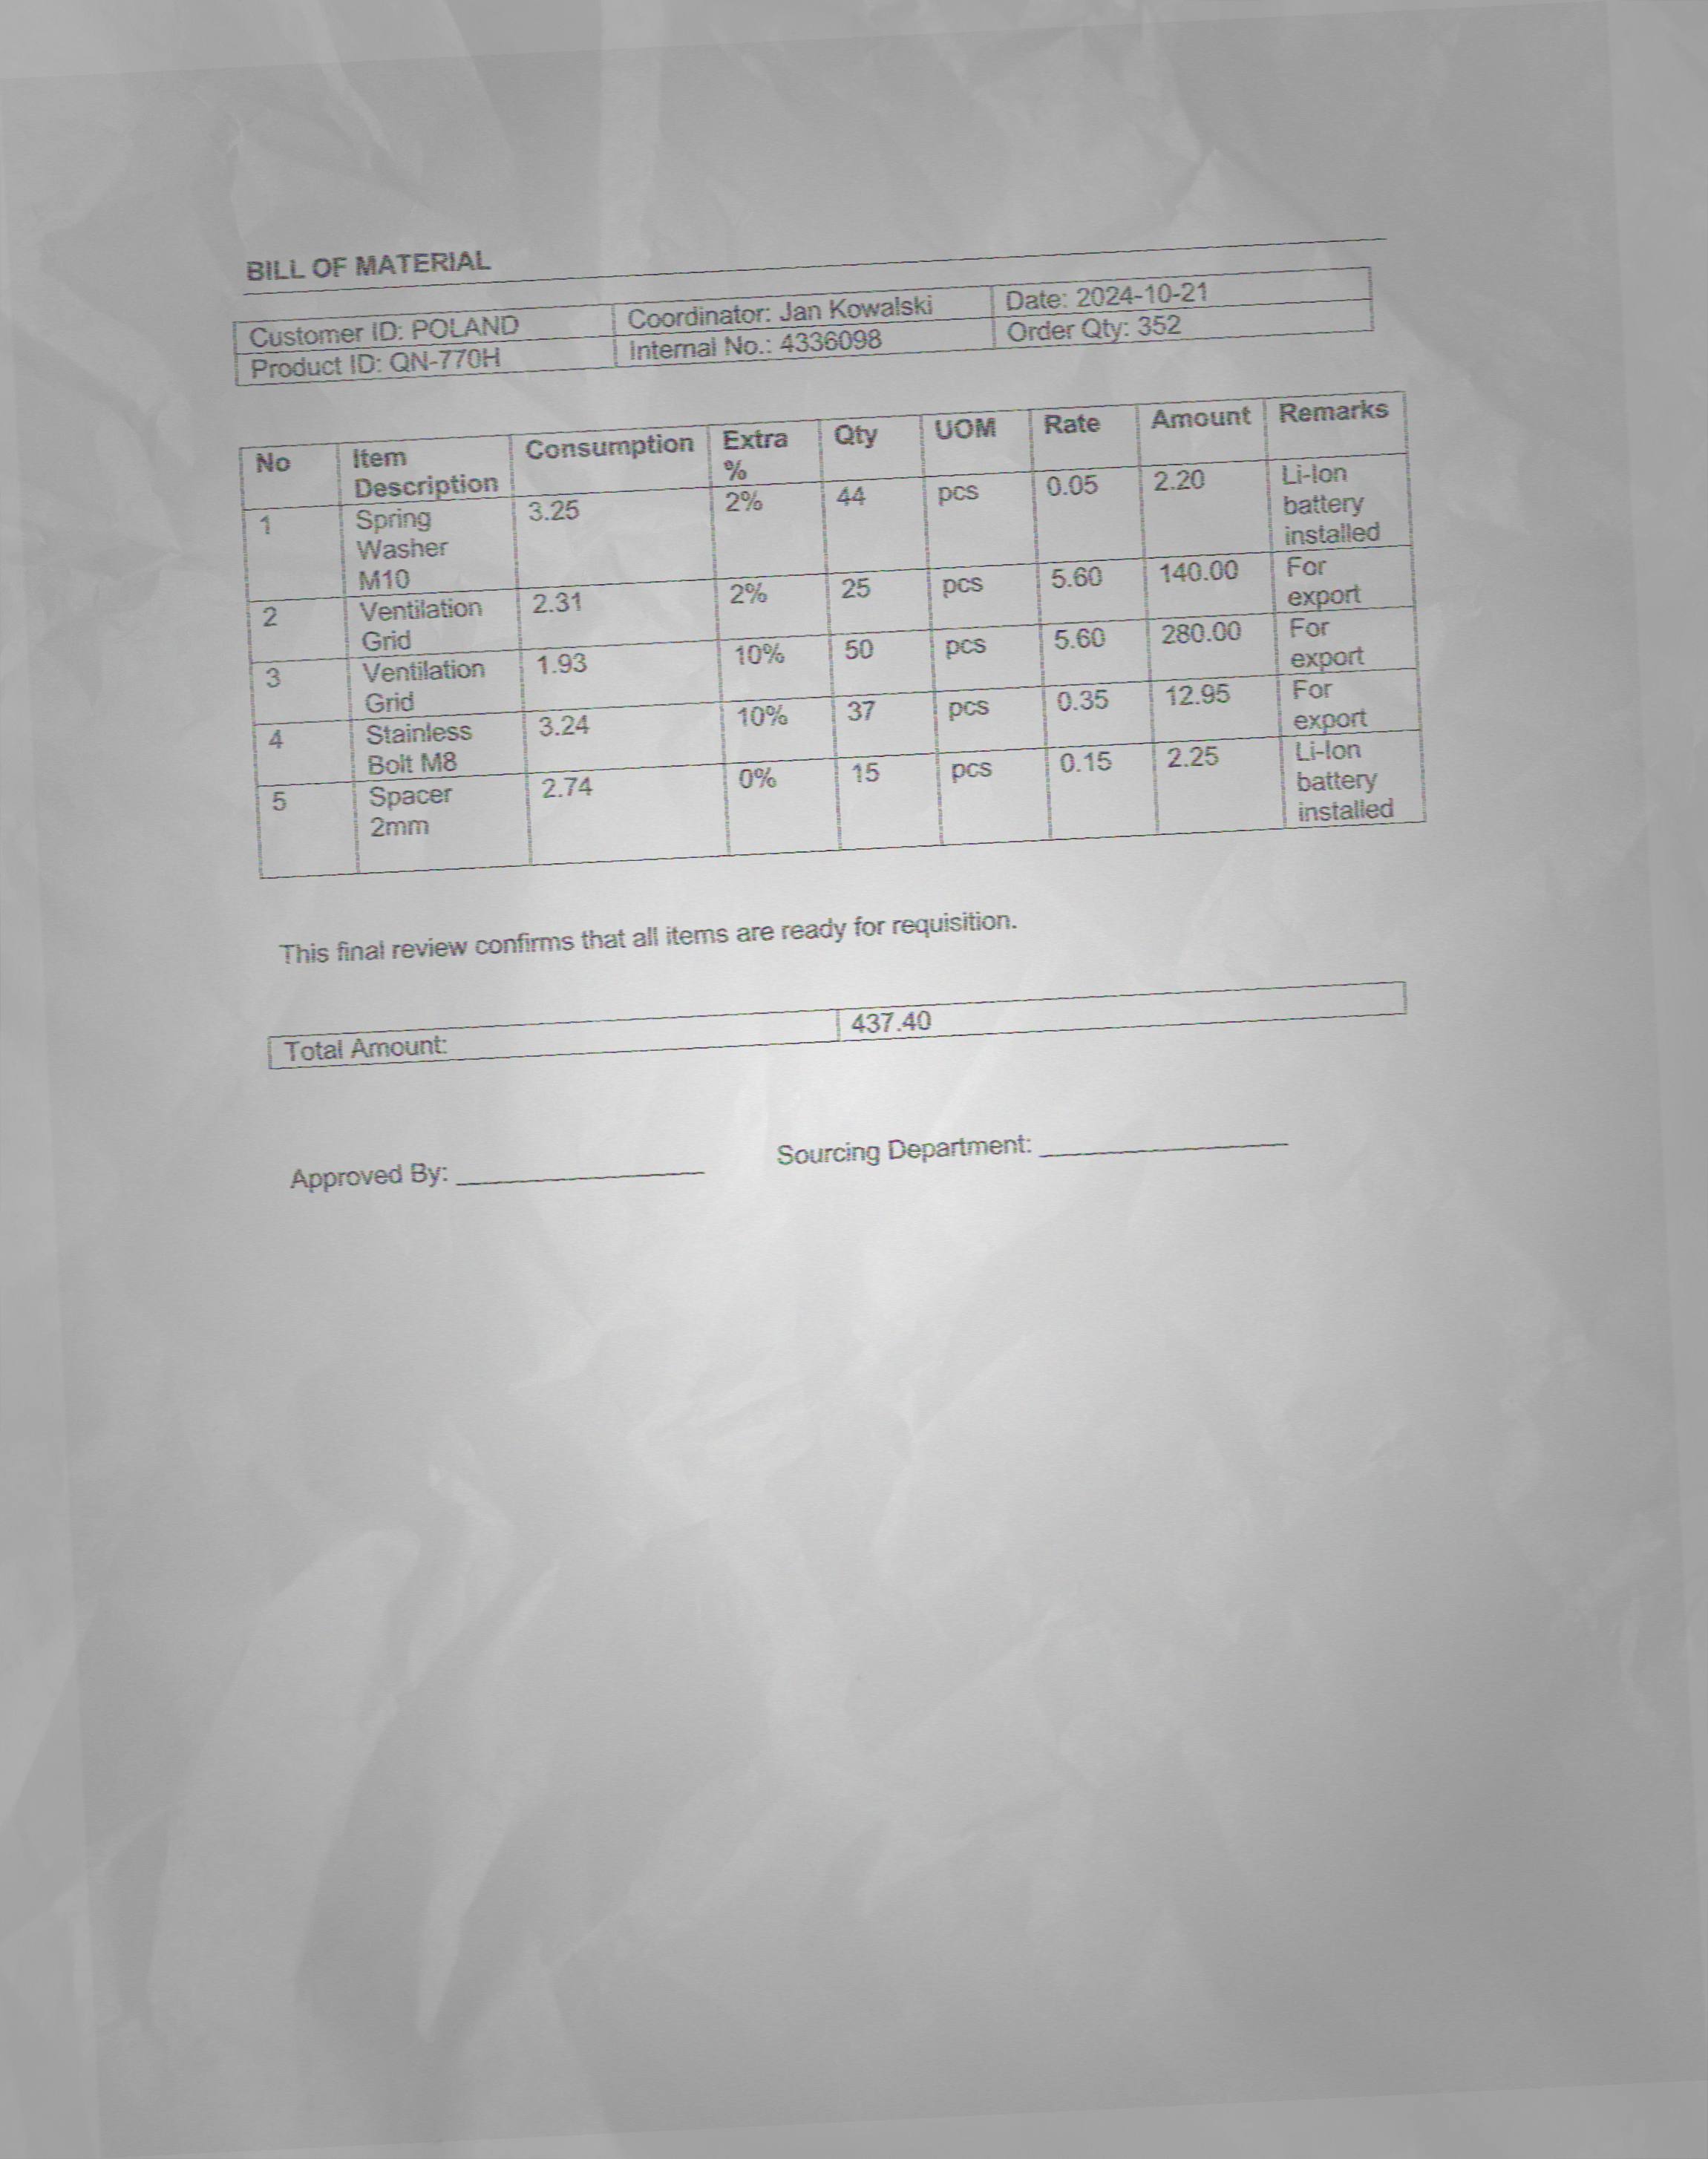 BILL OF MATERIAL
Customer ID: POLAND Coordinator: Jan Kowalski Date: 2024-10-21
Product ID: QN-770H Internal No.: 4336098 Order Qty: 352
No Item Description Consumption Extra % Qty UOM Rate Amount Remarks
1 Spring Washer M10 3.25 2% 44 pcs 0.05 2.20 Li-Ion battery installed
2 Ventilation Grid 2.31 2% 25 pcs 5.60 140.00 For export
3 Ventilation Grid 1.93 10% 50 pcs 5.60 280.00 For export
4 Stainless Bolt M8 3.24 10% 37 pcs 0.35 12.95 For export
5 Spacer 2mm 2.74 0% 15 pcs 0.15 2.25 Li-Ion battery installed
This final review confirms that all items are ready for requisition.
Total Amount: 437.40
Approved By: ____________________ Sourcing Department: ____________________